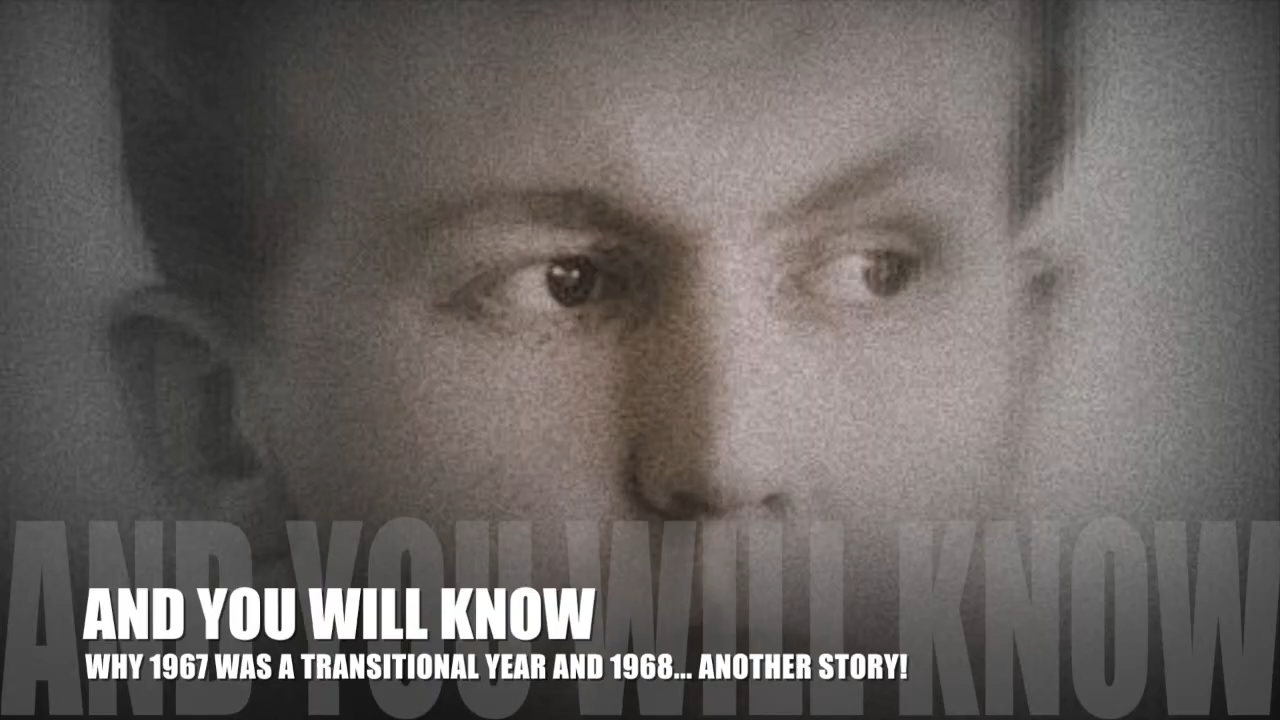 AND YOU WILL KNOW
AND YOU WILL KNOW
WHY 1967 WAS A TRANSITIONAL YEAR AND 1968... ANOTHER STORY!